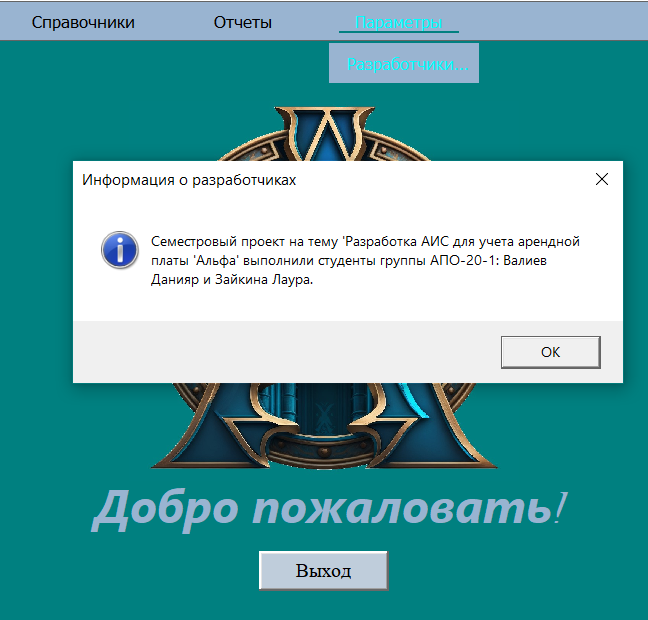 Справочники Отчеты Параметры
Разработчики...
Информация о разработчиках
Семестровый проект на тему 'Разработка АИС для учета арендной
платы 'Альфа' выполнили студенты группы АПО-20-1: Валиев
Данияр и Зайкина Лаура.
ОК
Добро пожаловать!
Выход